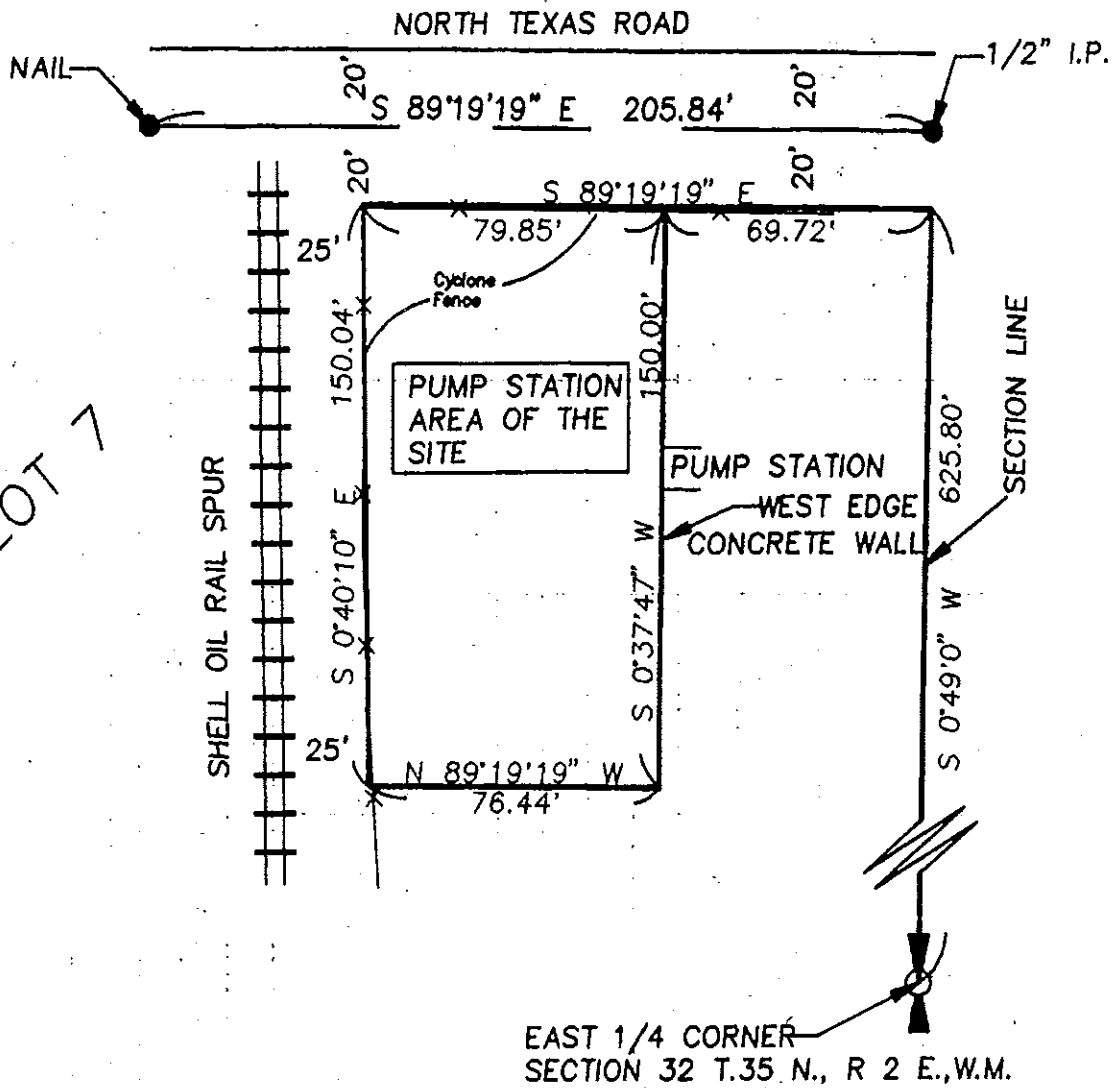 NORTH TEXAS ROAD
NAIL
1/2" I.P.
20'
20'
S 89°19'19" E 205.84'
20'
20'
S 89°19'19" E
79.85'
69.72'
25'
Cyclone
Fence
150.04'
150.00'
PUMP STATION
AREA OF THE
SITE
LOT 7
SHELL OIL RAIL SPUR
S 0°40'10" E
PUMP STATION
WEST EDGE
CONCRETE WALL
S 0°37'47" W
625.80'
SECTION LINE
S 0°49'0" W
25'
N 89°19'19" W
76.44'
EAST 1/4 CORNER
SECTION 32 T.35 N., R 2 E.,W.M.